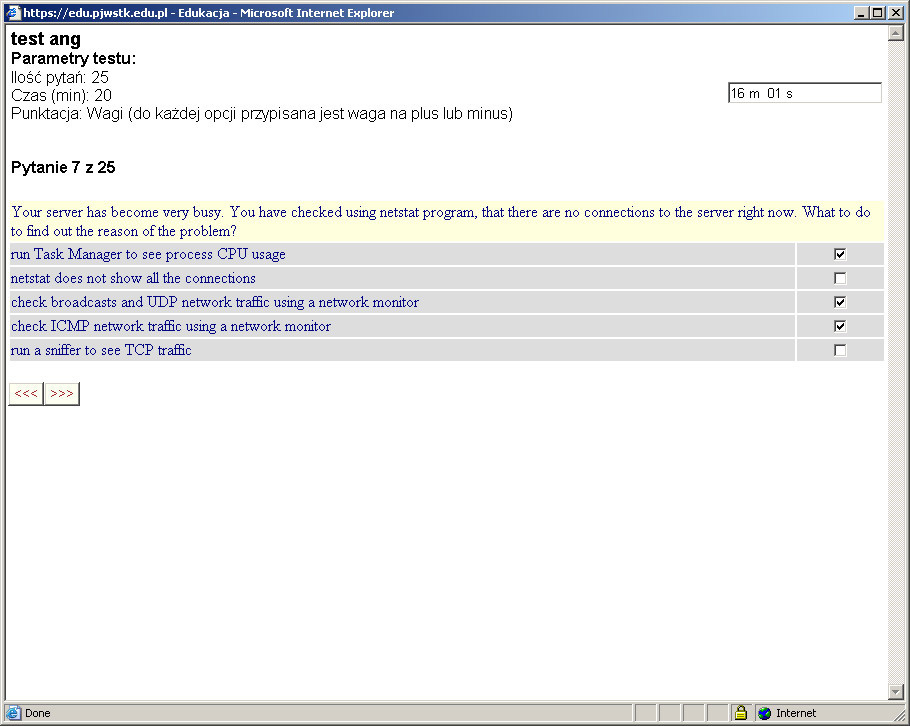 https://edu.pjwstk.edu.pl - Edukacja - Microsoft Internet Explorer
test ang
Parametry testu:
Ilość pytań: 25
Czas (min): 20
16 m 01 s
Punktacja: Wagi (do każdej opcji przypisana jest waga na plus lub minus)
Pytanie 7 z 25
Your server has become very busy. You have checked using netstat program, that there are no connections to the server right now. What to do
to find out the reason of the problem?
run Task Manager to see process CPU usage
netstat does not show all the connections
check broadcasts and UDP network traffic using a network monitor
check ICMP network traffic using a network monitor
run a sniffer to see TCP traffic
<<< >>>
Done Internet